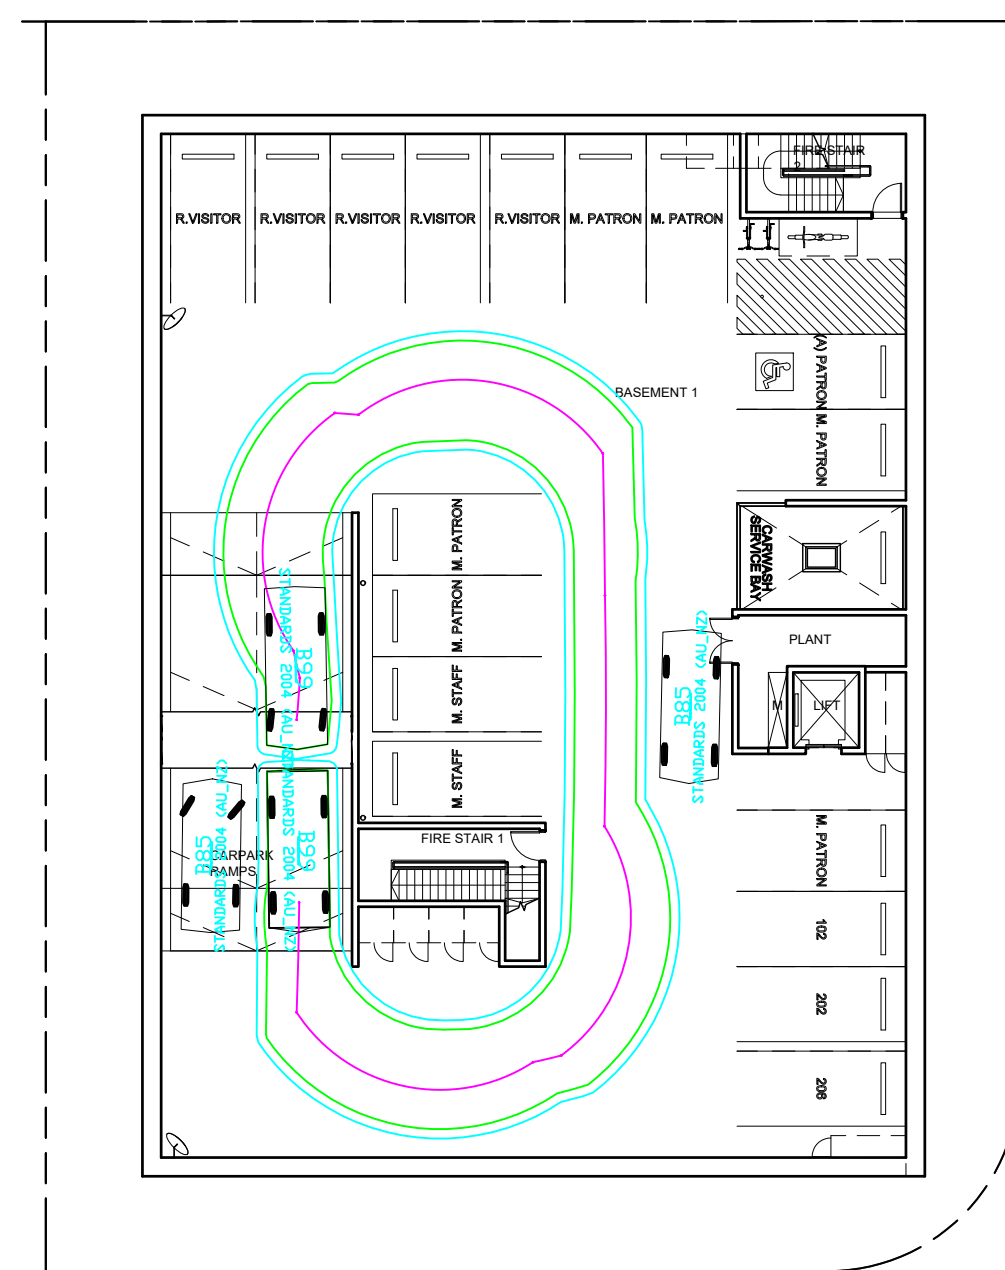 FIRE STAIR
2
R.VISITOR
R.VISITOR
R.VISITOR
R.VISITOR
R.VISITOR
M. PATRON
M. PATRON
BASEMENT 1
(A) PATRON
M. PATRON
CARWASH
SERVICE BAY
M. PATRON
M. PATRON
M. STAFF
M. STAFF
PLANT
M
LIFT
B99
STANDARDS 2004 (AU_NZ)
B85
STANDARDS 2004 (AU_NZ)
B85
STANDARDS 2004 (AU_NZ)
B99
STANDARDS 2004 (AU_NZ)
CARPARK
RAMPS
FIRE STAIR 1
M. PATRON
102
202
206